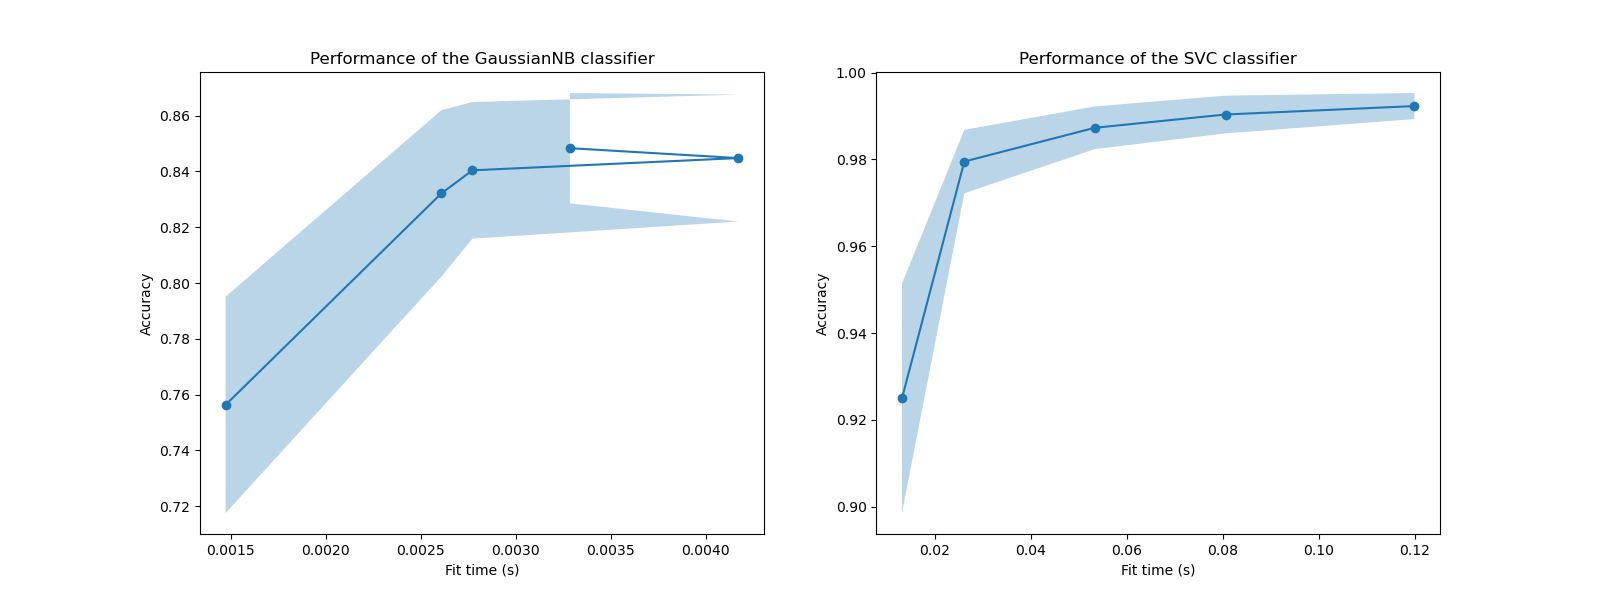 Performance of the GaussianNB classifier
0.86
0.84
0.82
0.80
0.78
0.76
0.74
0.72
Accuracy
0.0015 0.0020 0.0025 0.0030 0.0035 0.0040
Fit time (s)
Performance of the SVC classifier
1.00
0.98
0.96
0.94
0.92
0.90
Accuracy
0.02 0.04 0.06 0.08 0.10 0.12
Fit time (s)